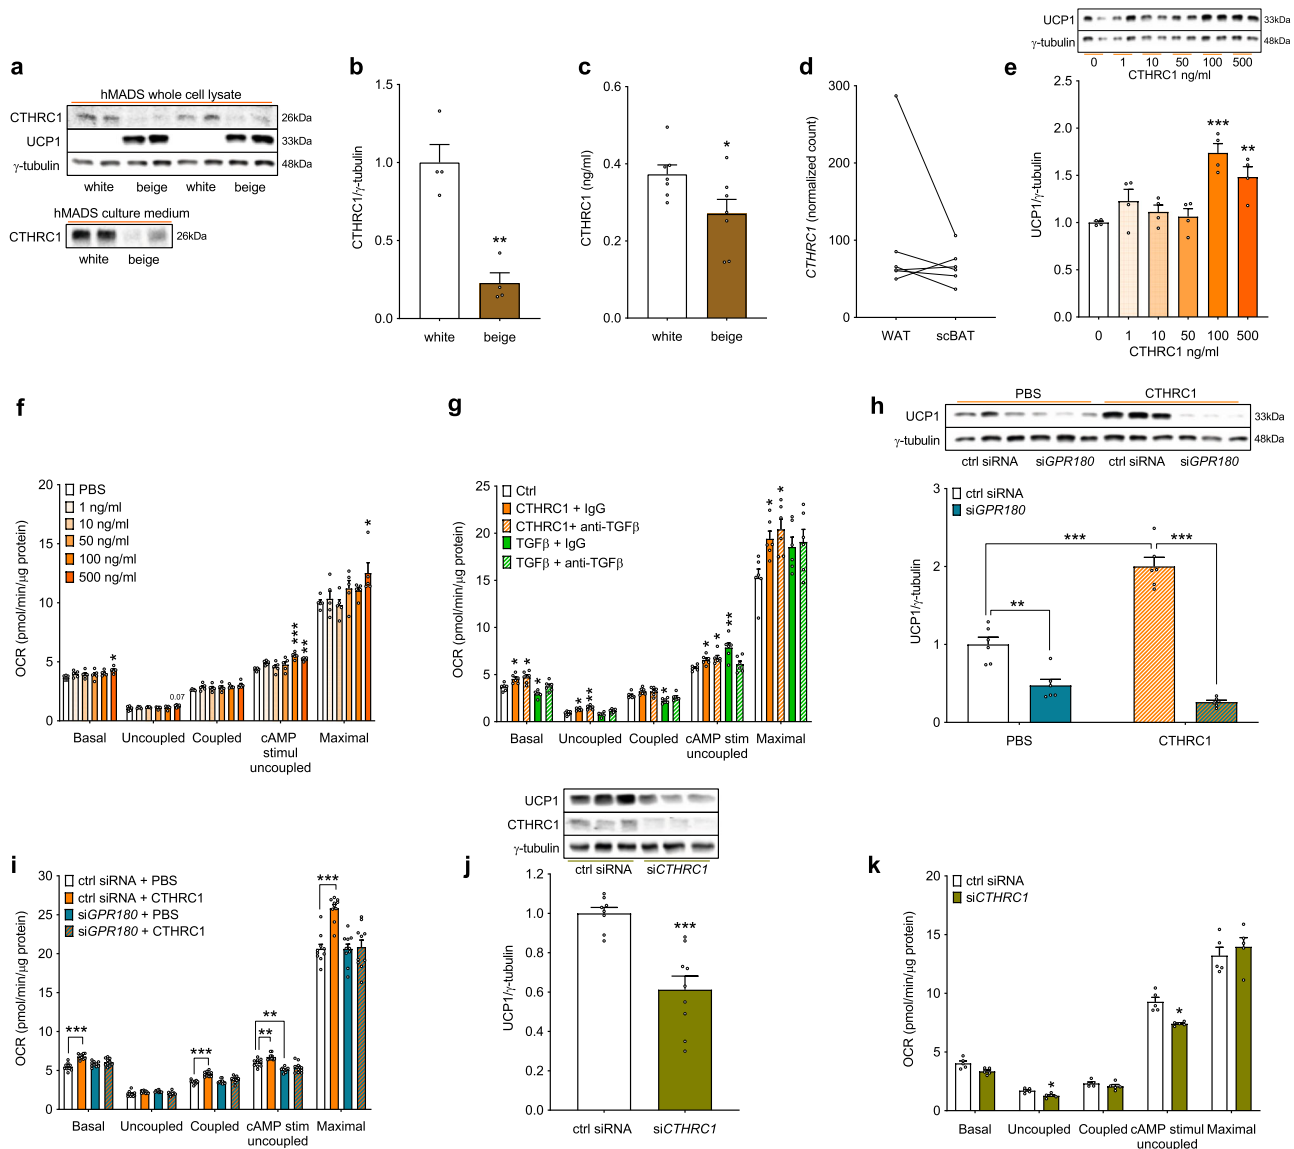 a
hMADS whole cell lysate
CTHRC1
26kDa
UCP1
33kDa
γ-tubulin
48kDa
white beige white beige
hMADS culture medium
CTHRC1
26kDa
white beige
b
CTHRC1/γ-tubulin
1.5
1.0
0.5
0.0
**
white beige
c
CTHRC1 (ng/ml)
0.6
0.4
0.2
0.0
*
white beige
d
CTHRC1 (normalized count)
300
200
100
0
WAT scBAT
UCP1
33kDa
γ-tubulin
48kDa
0 1 10 50 100 500
CTHRC1 ng/ml
e
UCP1/γ-tubulin
2.5
2.0
1.5
1.0
0.5
0.0
***
**
0 1 10 50 100 500
CTHRC1 ng/ml
f
OCR (pmol/min/µg protein)
20
15
10
5
0
PBS
1 ng/ml
10 ng/ml
50 ng/ml
100 ng/ml
500 ng/ml
*
0.07
***
**
*
Basal Uncoupled Coupled cAMP stimul uncoupled Maximal
g
OCR (pmol/min/µg protein)
25
20
15
10
5
0
Ctrl
CTHRC1 + IgG
CTHRC1+ anti-TGFβ
TGFβ + IgG
TGFβ + anti-TGFβ
* * *
* **
*
* * **
* *
Basal Uncoupled Coupled cAMP stim uncoupled Maximal
h
PBS CTHRC1
UCP1
33kDa
γ-tubulin
48kDa
ctrl siRNA siGPR180 ctrl siRNA siGPR180
UCP1/γ-tubulin
3
2
1
0
ctrl siRNA
siGPR180
***
***
**
PBS CTHRC1
i
OCR (pmol/min/µg protein)
30
25
20
15
10
5
0
ctrl siRNA + PBS
ctrl siRNA + CTHRC1
siGPR180 + PBS
siGPR180 + CTHRC1
***
***
**
**
***
Basal Uncoupled Coupled cAMP stim uncoupled Maximal
j
UCP1
CTHRC1
γ-tubulin
ctrl siRNA siCTHRC1
UCP1/γ-tubulin
1.2
1.0
0.8
0.6
0.4
0.2
0.0
***
ctrl siRNA siCTHRC1
k
OCR (pmol/min/µg protein)
20
15
10
5
0
ctrl siRNA
siCTHRC1
*
*
Basal Uncoupled Coupled cAMP stimul uncoupled Maximal